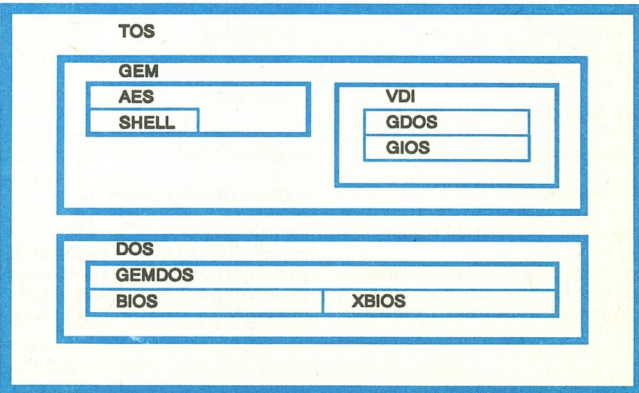 TOS
GEM
AES
SHELL
VDI
GDOS
GIOS
DOS
GEMDOS
BIOS XBIOS